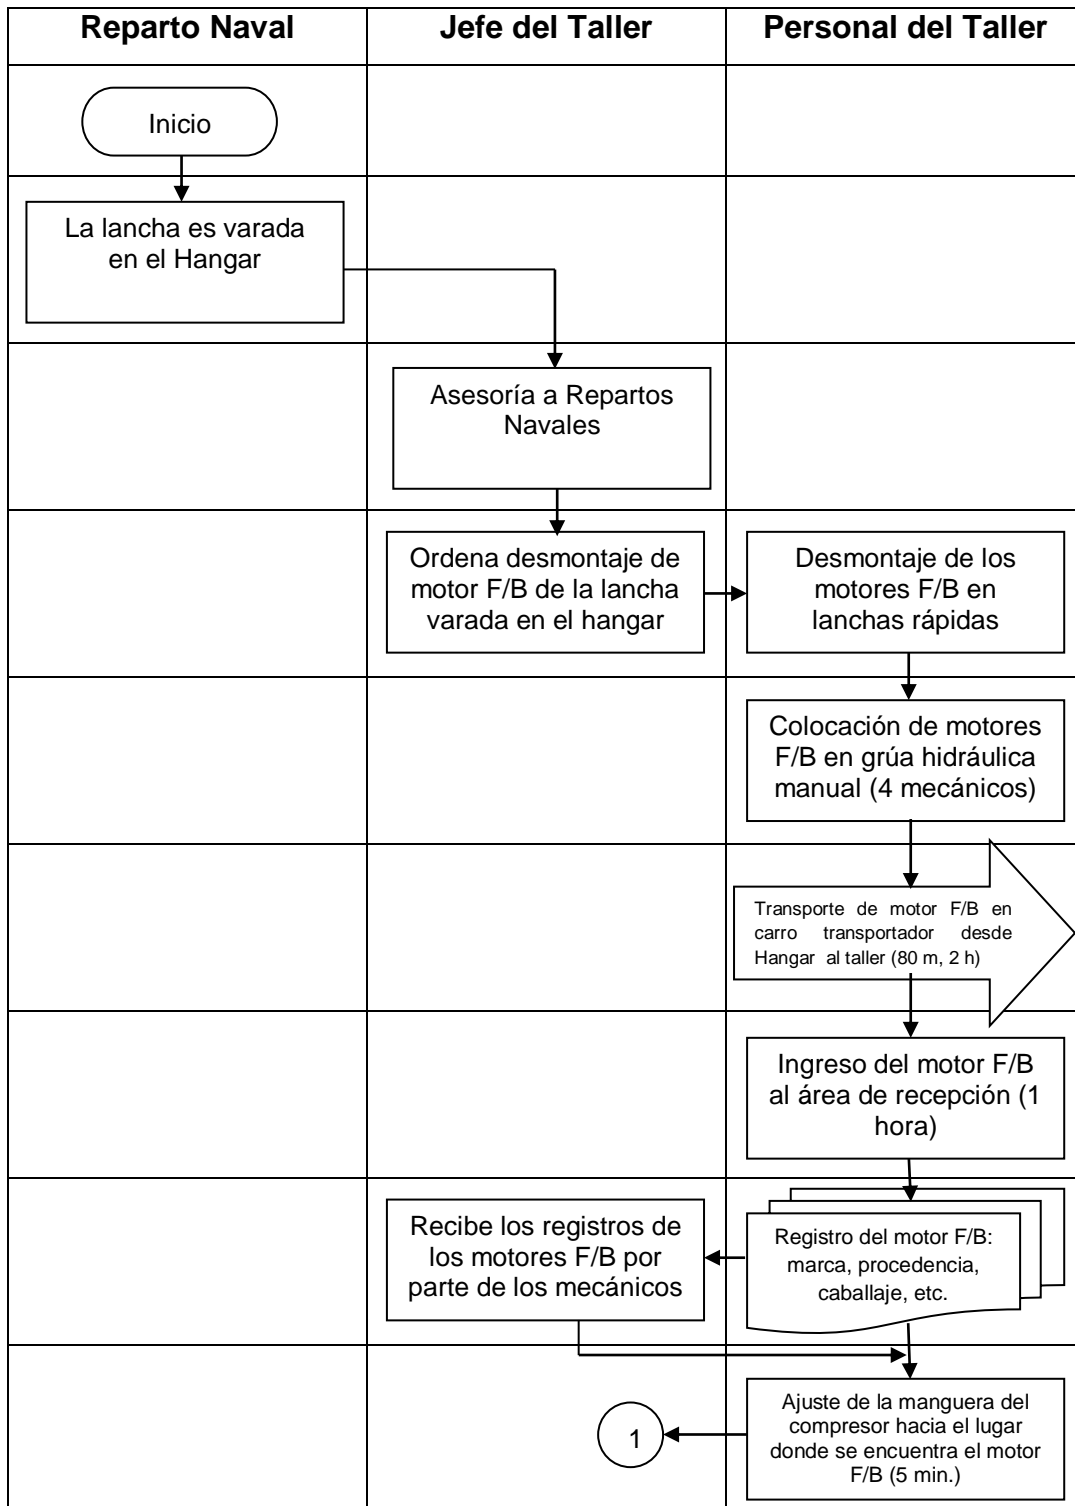 Reparto Naval
Jefe del Taller
Personal del Taller
Inicio
La lancha es varada
en el Hangar
Asesoría a Repartos
Navales
Ordena desmontaje de
motor F/B de la lancha
varada en el hangar
Desmontaje de los
motores F/B en
lanchas rápidas
Colocación de motores
F/B en grúa hidráulica
manual (4 mecánicos)
Transporte de motor F/B en
carro transportador desde
Hangar al taller (80 m, 2 h)
Ingreso del motor F/B
al área de recepción (1
hora)
Registro del motor F/B:
marca, procedencia,
caballaje, etc.
Recibe los registros de
los motores F/B por
parte de los mecánicos
Ajuste de la manguera del
compresor hacia el lugar
donde se encuentra el motor
F/B (5 min.)
1